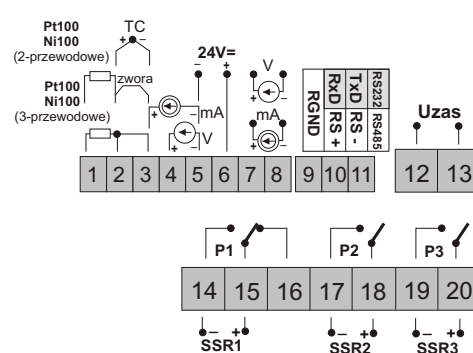 Pt100 TC
Ni100 + −
(2-przewodowe)
24V=
− +
V
+ −
zwora
Pt100
Ni100
(3-przewodowe)
+ − mA
+ − V
mA
+ −
RGND
RxD RS +
TxD RS -
RS232 RS485
Uzas
1 2 3 4 5 6 7 8 9 10 11 12 13
P1 P2 P3
14 15 16 17 18 19 20
− + − + − +
SSR1 SSR2 SSR3